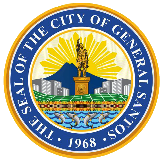 THE SEAL OF THE CITY OF GENERAL SANTOS
1968